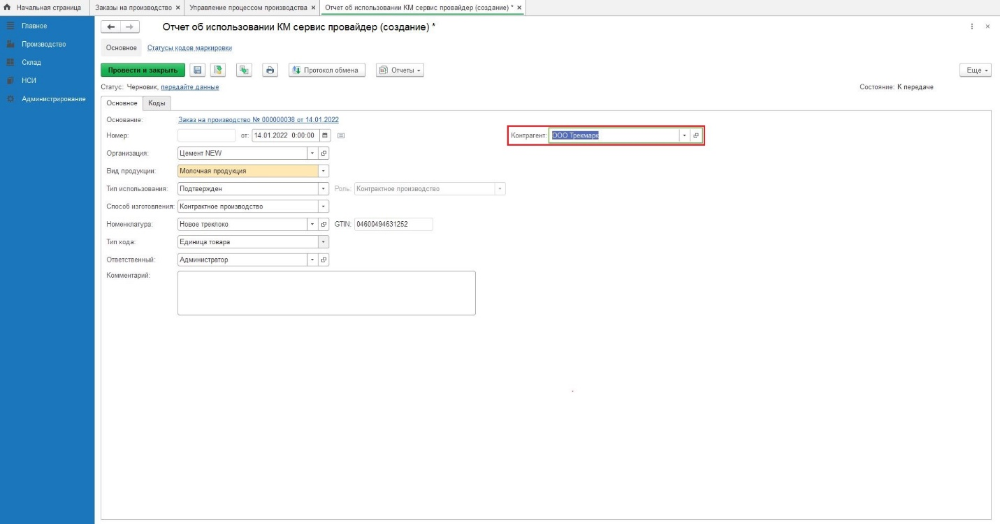 Начальная страница
Заказы на производство ×
Управление процессом производства ×
Отчет об использовании КМ сервис провайдер (создание) * ×
Главное
Производство
Склад
НСИ
Администрирование
Отчет об использовании КМ сервис провайдер (создание) *
Основное Статусы кодов маркировки
Провести и закрыть Протокол обмена Отчеты Еще
Статус: Черновик, передайте данные Состояние: К передаче
Основное Коды
Основание: Заказ на производство № 000000038 от 14.01.2022
Номер: от: 14.01.2022 0:00:00 Контрагент: ООО Трекмарк
Организация: Цемент NEW
Вид продукции: Молочная продукция
Тип использования: Подтвержден Роль: Контрактное производство
Способ изготовления: Контрактное производство
Номенклатура: Новое треклоко GTIN: 04600494631252
Тип кода: Единица товара
Ответственный: Администратор
Комментарий: